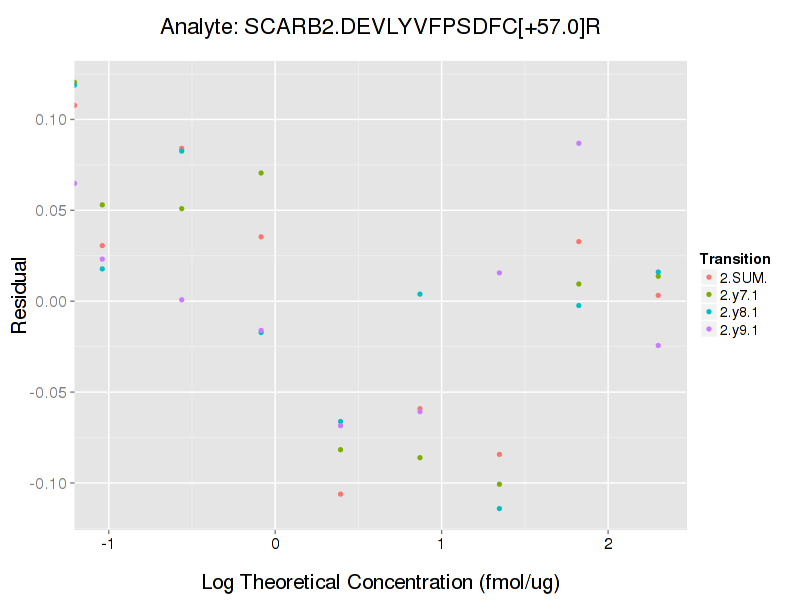 Analyte: SCARB2.DEVLYVFPSDFC[+57.0]R
0.10
0.05
0.00
-0.05
-0.10
Residual
-1
0
1
2
Log Theoretical Concentration (fmol/ug)
Transition
2.SUM.
2.y7.1
2.y8.1
2.y9.1